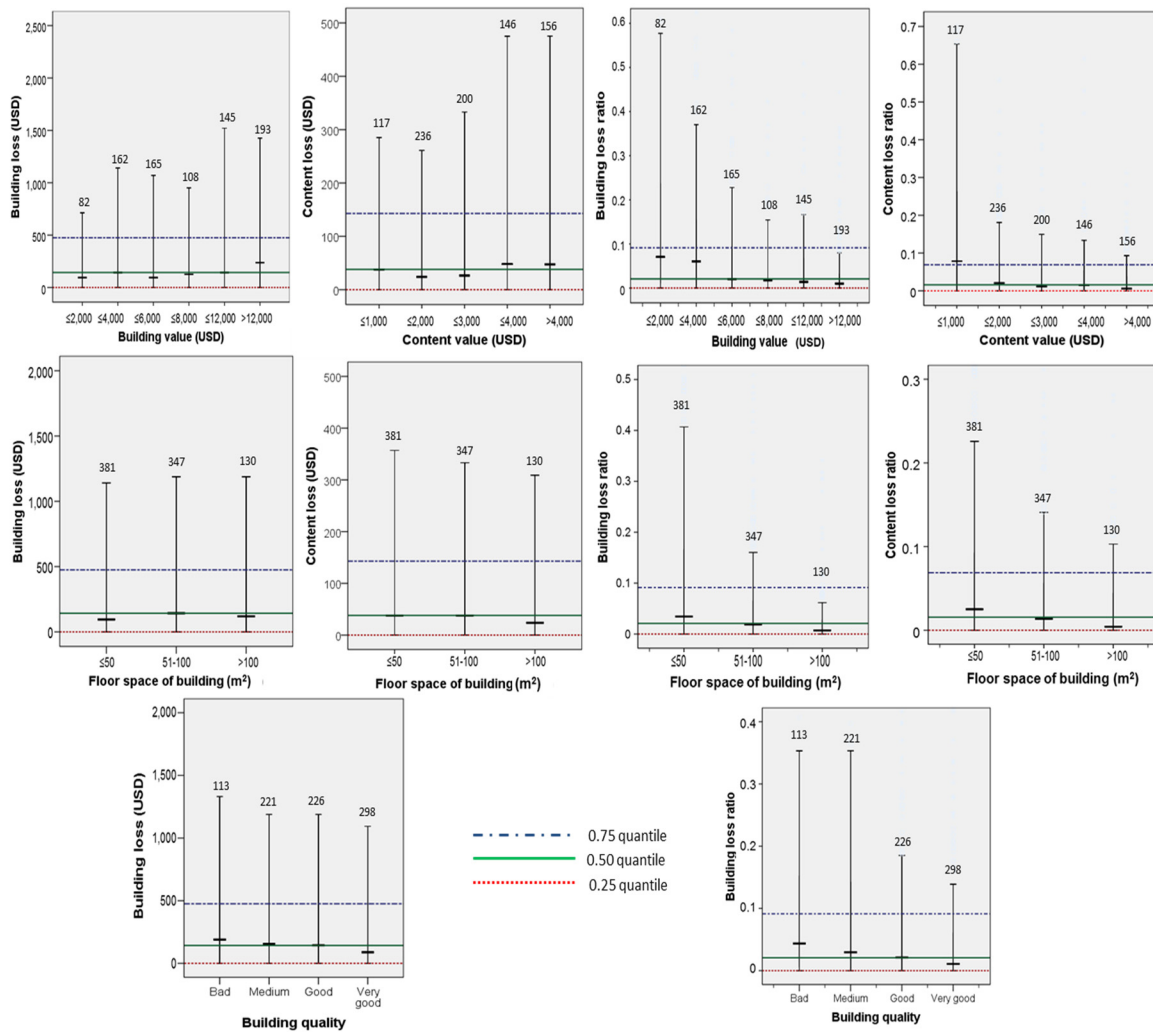 Building loss (USD)
2,500
2,000
1,500
1,000
500
0
82
162
165
108
145
193
≤2,000 ≤4,000 ≤6,000 ≤8,000 ≤12,000 >12,000
Building value (USD)
Content loss (USD)
500
400
300
200
100
0
117
236
200
146
156
≤1,000 ≤2,000 ≤3,000 ≤4,000 >4,000
Content value (USD)
Building loss ratio
0.6
0.5
0.4
0.3
0.2
0.1
0
82
162
165
108
145
193
≤2,000 ≤4,000 ≤6,000 ≤8,000 ≤12,000 >12,000
Building value (USD)
Content loss ratio
0.7
0.6
0.5
0.4
0.3
0.2
0.1
0
117
236
200
146
156
≤1,000 ≤2,000 ≤3,000 ≤4,000 >4,000
Content value (USD)
Building loss (USD)
2,000
1,500
1,000
500
0
381
347
130
≤50 51-100 >100
Floor space of building (m²)
Content loss (USD)
500
400
300
200
100
0
381
347
130
≤50 51-100 >100
Floor space of building (m²)
Building loss ratio
0.5
0.4
0.3
0.2
0.1
0
381
347
130
≤50 51-100 >100
Floor space of building (m²)
Content loss ratio
0.3
0.2
0.1
0
381
347
130
≤50 51-100 >100
Floor space of building (m²)
Building loss (USD)
2,000
1,500
1,000
500
0
113
221
226
298
Bad Medium Good Very
good
Building quality
0.75 quantile
0.50 quantile
0.25 quantile
Building loss ratio
0.4
0.3
0.2
0.1
0
113
221
226
298
Bad Medium Good Very good
Building quality